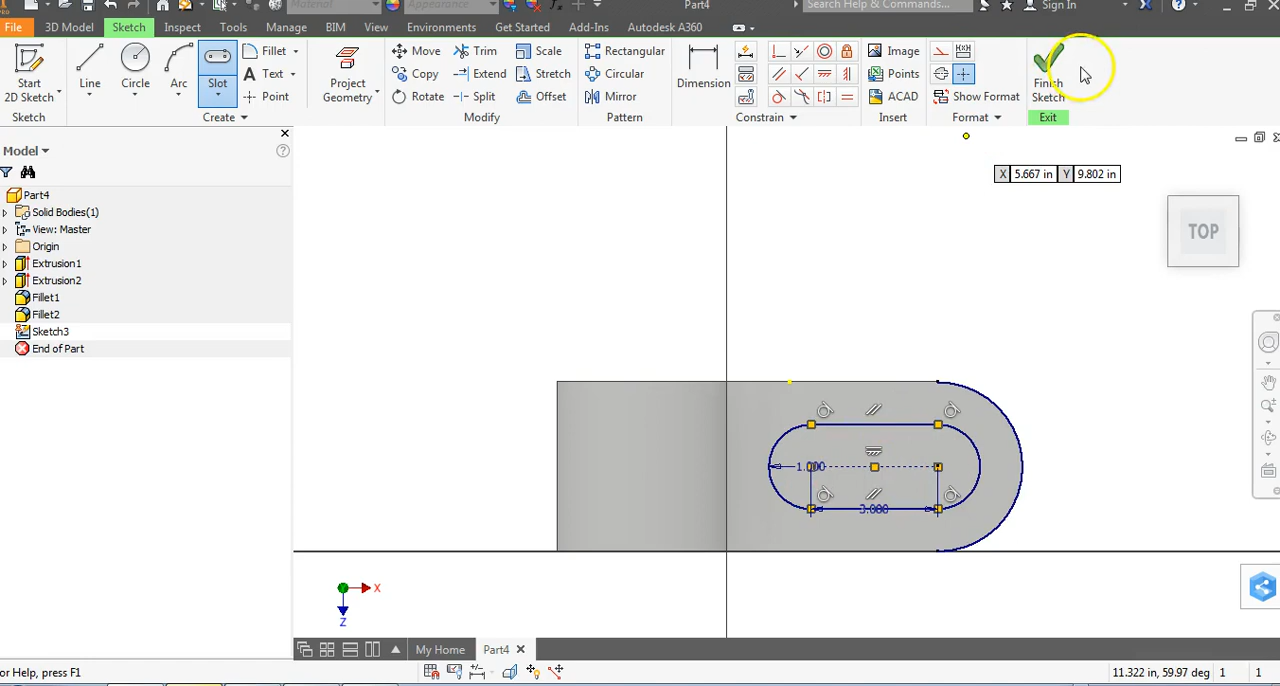 Material
Appearance
Part4
Search Help & Commands...
Sign In
File
3D Model
Sketch
Inspect
Tools
Manage
BIM
View
Environments
Get Started
Add-Ins
Autodesk A360
Start
2D Sketch
Line
Circle
Arc
Slot
Fillet
Text
Point
Project
Geometry
Move
Copy
Rotate
Trim
Extend
Split
Scale
Stretch
Offset
Rectangular
Circular
Mirror
Dimension
Image
Points
ACAD
Show Format
Finish
Sketch
Sketch
Create
Modify
Pattern
Constrain
Insert
Format
Exit
Model
Part4
Solid Bodies(1)
View: Master
Origin
Extrusion1
Extrusion2
Fillet1
Fillet2
Sketch3
End of Part
X 5.667 in Y 9.802 in
TOP
1.000
3.000
X
Z
My Home
Part4
or Help, press F1
11.322 in, 59.97 deg 1 1